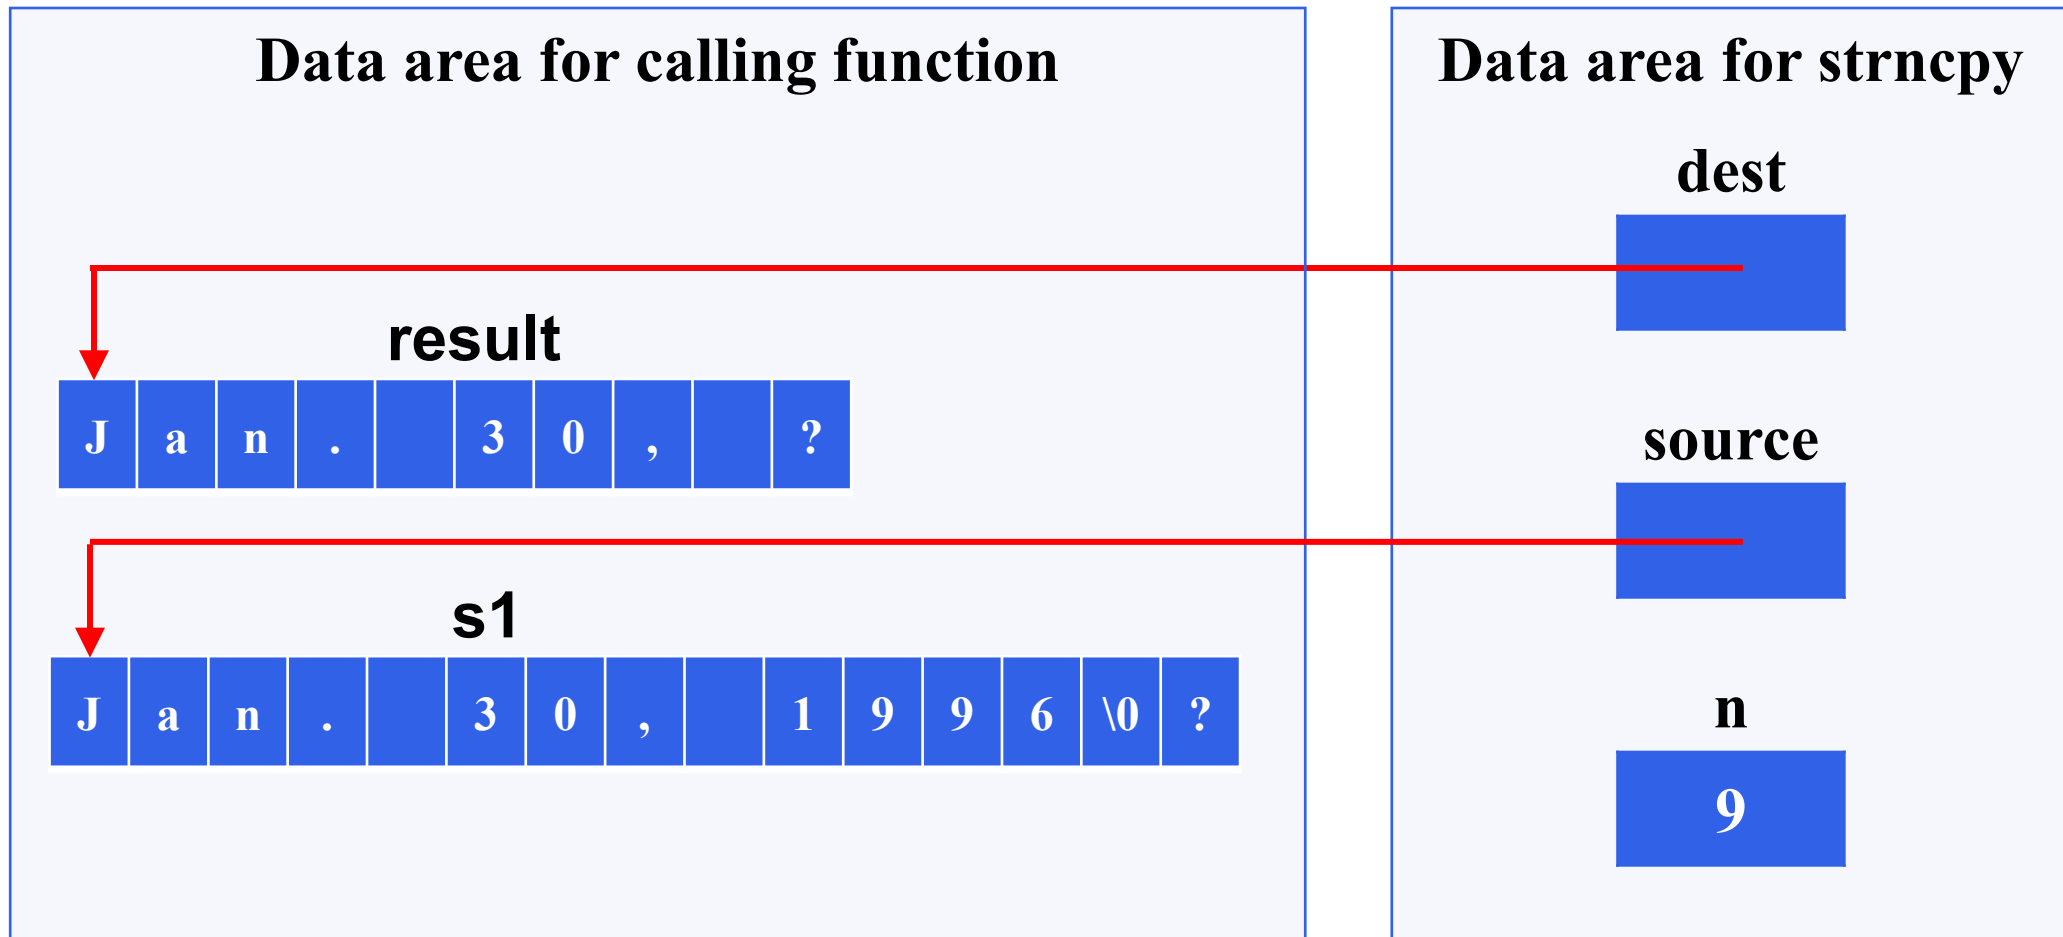 Data area for calling function
Data area for strncpy
dest
result
J a n . 3 0 , ?
source
s1
J a n . 3 0 , 1 9 9 6 \0 ?
n
9